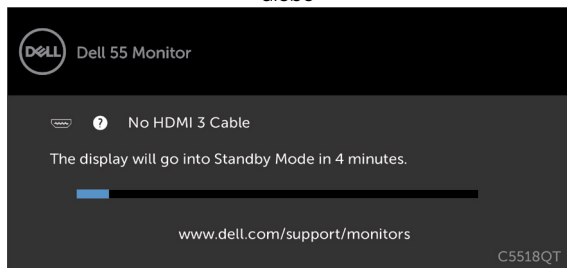 DELL
Dell 55 Monitor
? No HDMI 3 Cable
The display will go into Standby Mode in 4 minutes.
www.dell.com/support/monitors
C5518QT